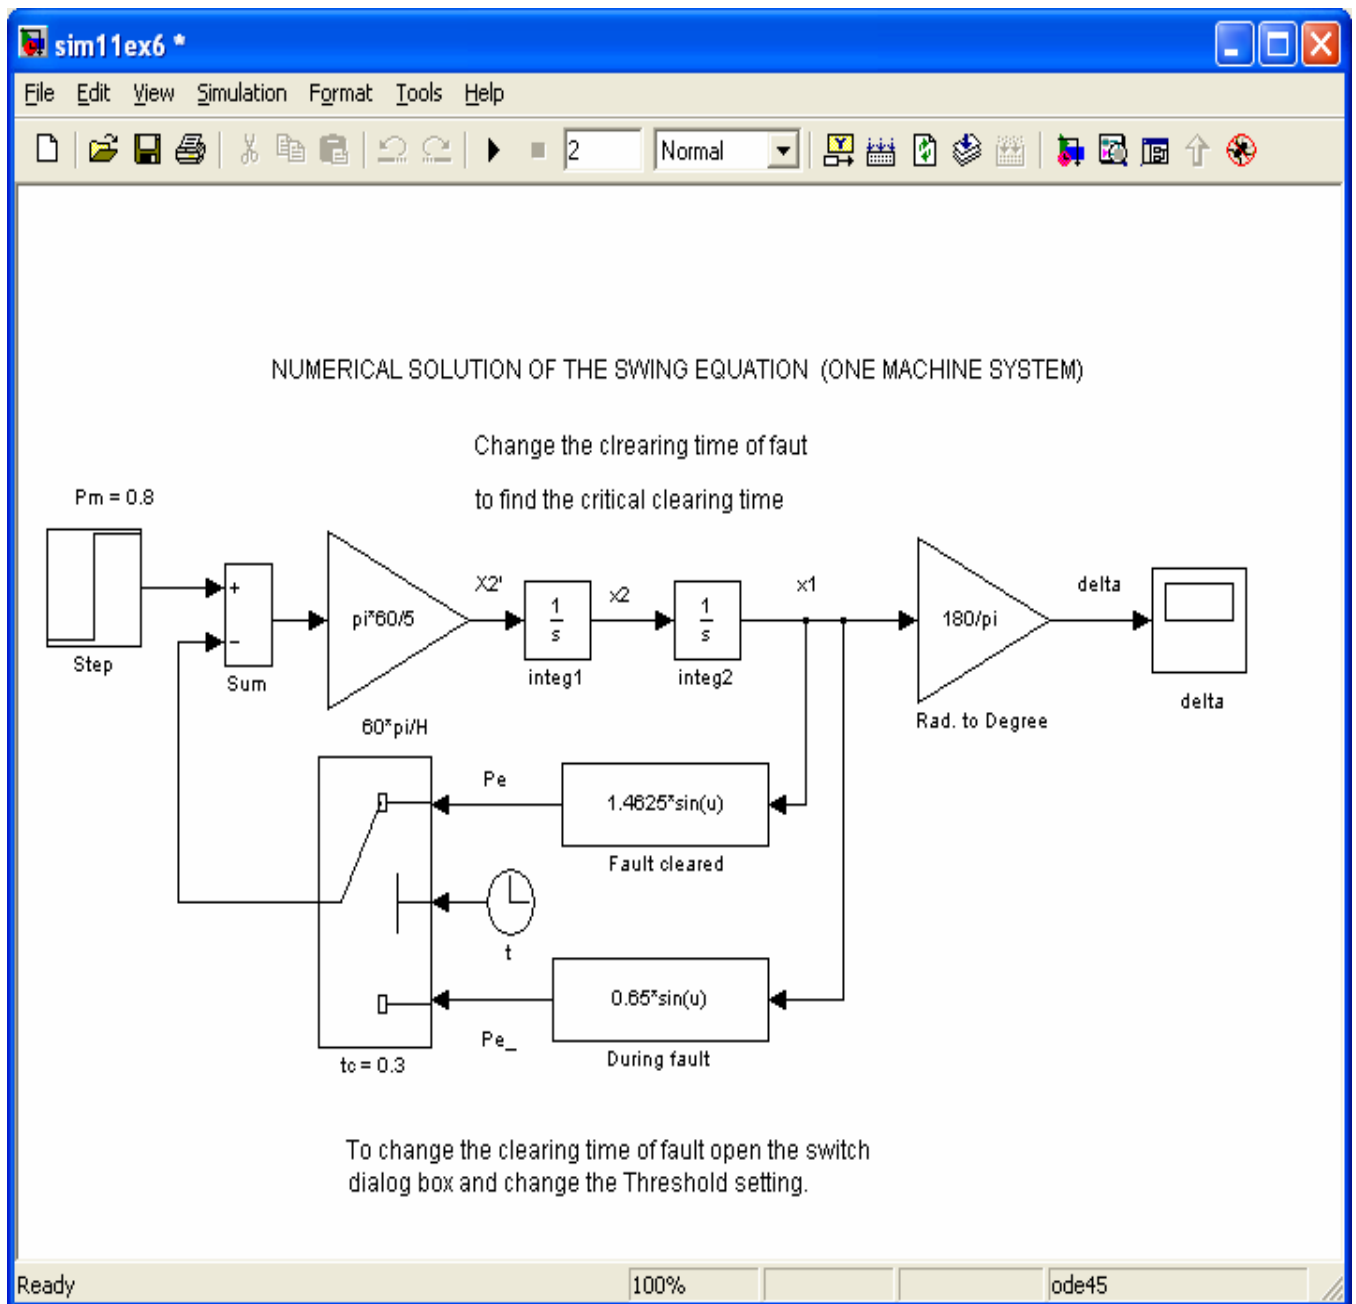 sim11ex6 *
File Edit View Simulation Format Tools Help
2 Normal
NUMERICAL SOLUTION OF THE SWING EQUATION (ONE MACHINE SYSTEM)
Change the clrearing time of faut
to find the critical clearing time
Pm = 0.8
Step
+
−
Sum
pi*60/5
60*pi/H
X2'
1
s
integ1
x2
1
s
integ2
x1
180/pi
Rad. to Degree
delta
delta
Pe
1.4625*sin(u)
Fault cleared
t
0.65*sin(u)
Pe_
During fault
tc = 0.3
To change the clearing time of fault open the switch
dialog box and change the Threshold setting.
Ready 100% ode45